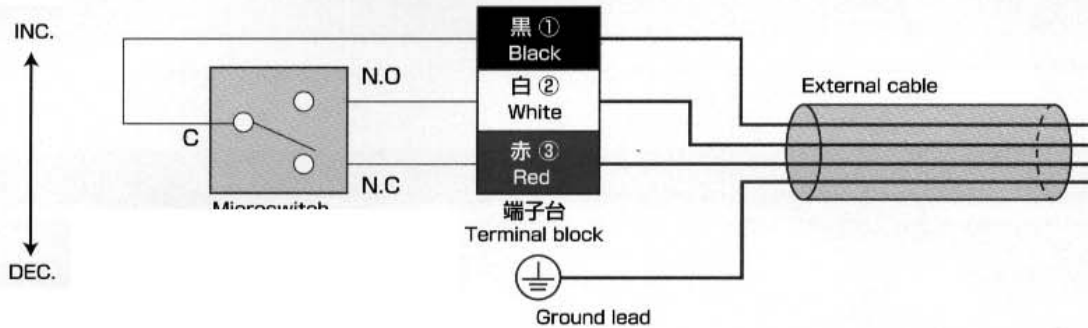 INC.
DEC.
C
N.O
N.C
Microswitch
黒 ①
Black
白 ②
White
赤 ③
Red
端子台
Terminal block
External cable
Ground lead